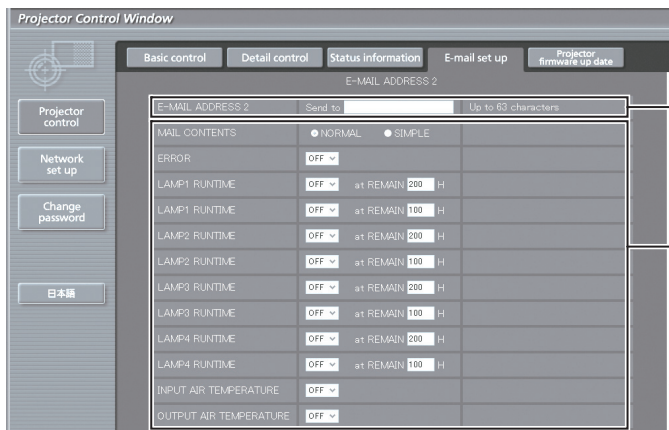 Projector Control Window
Basic control Detail control Status information E-mail set up Projector firmware up date
E-MAIL ADDRESS 2
Projector control
Network set up
Change password
日本語
E-MAIL ADDRESS 2 Send to Up to 63 characters
MAIL CONTENTS NORMAL SIMPLE
ERROR OFF
LAMP1 RUNTIME OFF at REMAIN 200 H
LAMP1 RUNTIME OFF at REMAIN 100 H
LAMP2 RUNTIME OFF at REMAIN 200 H
LAMP2 RUNTIME OFF at REMAIN 100 H
LAMP3 RUNTIME OFF at REMAIN 200 H
LAMP3 RUNTIME OFF at REMAIN 100 H
LAMP4 RUNTIME OFF at REMAIN 200 H
LAMP4 RUNTIME OFF at REMAIN 100 H
INPUT AIR TEMPERATURE OFF
OUTPUT AIR TEMPERATURE OFF